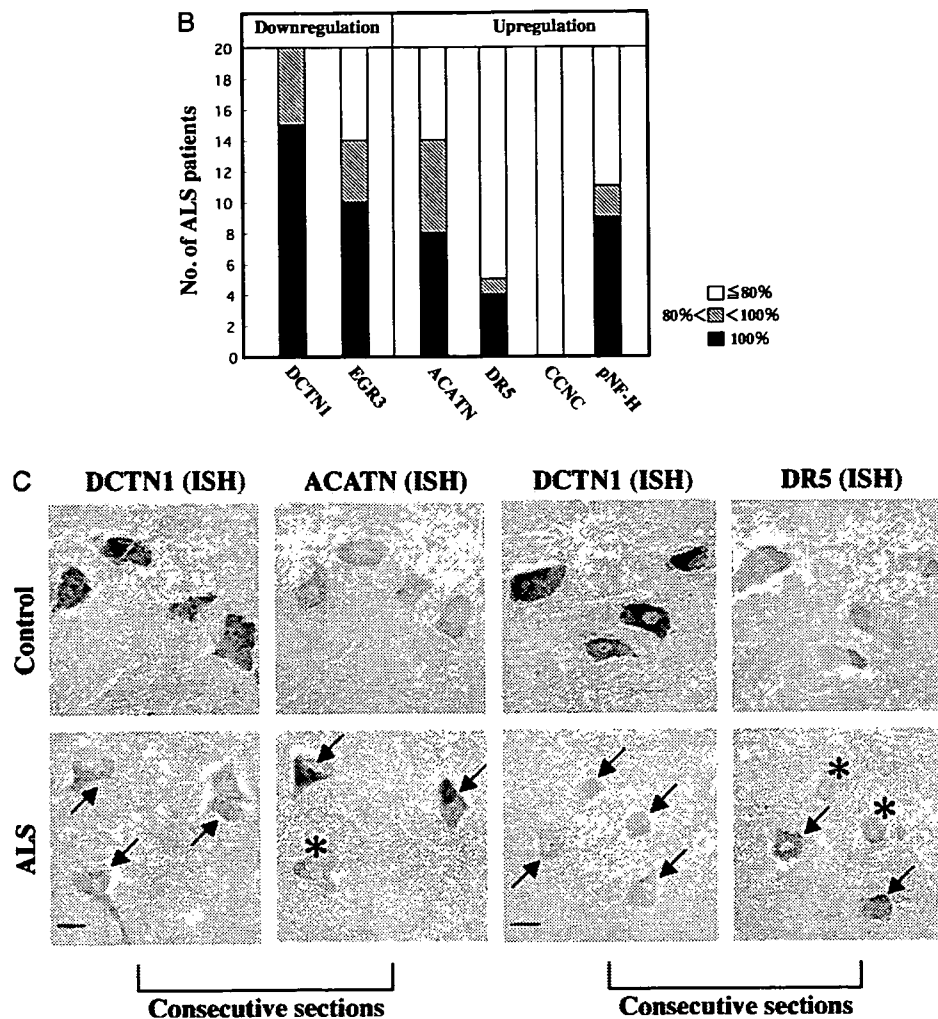 B
Downregulation Upregulation
No. of ALS patients
20
18
16
14
12
10
8
6
4
2
0
DCTN1 EGR3 ACATN DR5 CCNC pNF-H
≦80%
80%< <100%
100%
C
DCTN1 (ISH) ACATN (ISH) DCTN1 (ISH) DR5 (ISH)
Control
ALS
* * *
Consecutive sections Consecutive sections